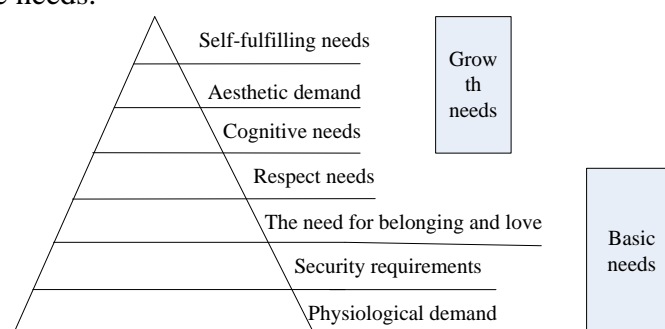 e needs.
Self-fulfilling needs
Grow
th
needs
Aesthetic demand
Cognitive needs
Respect needs
The need for belonging and love
Basic
needs
Security requirements
Physiological demand